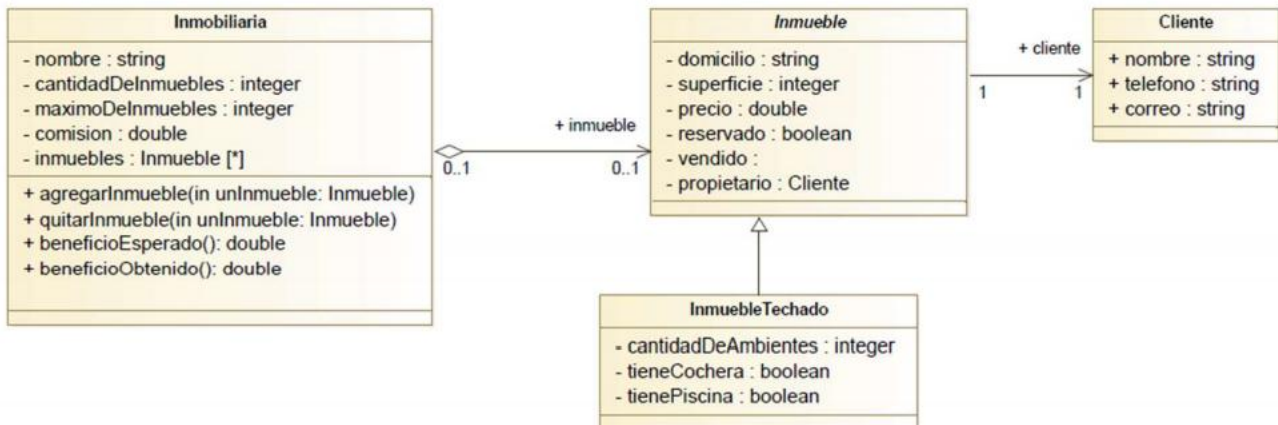 Inmobiliaria
- nombre : string
- cantidadDeInmuebles : integer
- maximoDeInmuebles : integer
- comision : double
- inmuebles : Inmueble [*]
+ agregarInmueble(in unInmueble: Inmueble)
+ quitarInmueble(in unInmueble: Inmueble)
+ beneficioEsperado(): double
+ beneficioObtenido(): double
+ inmueble
0..1
0..1
Inmueble
- domicilio : string
- superficie : integer
- precio : double
- reservado : boolean
- vendido :
- propietario : Cliente
+ cliente
1
1
Cliente
+ nombre : string
+ telefono : string
+ correo : string
InmuebleTechado
- cantidadDeAmbientes : integer
- tieneCochera : boolean
- tienePiscina : boolean